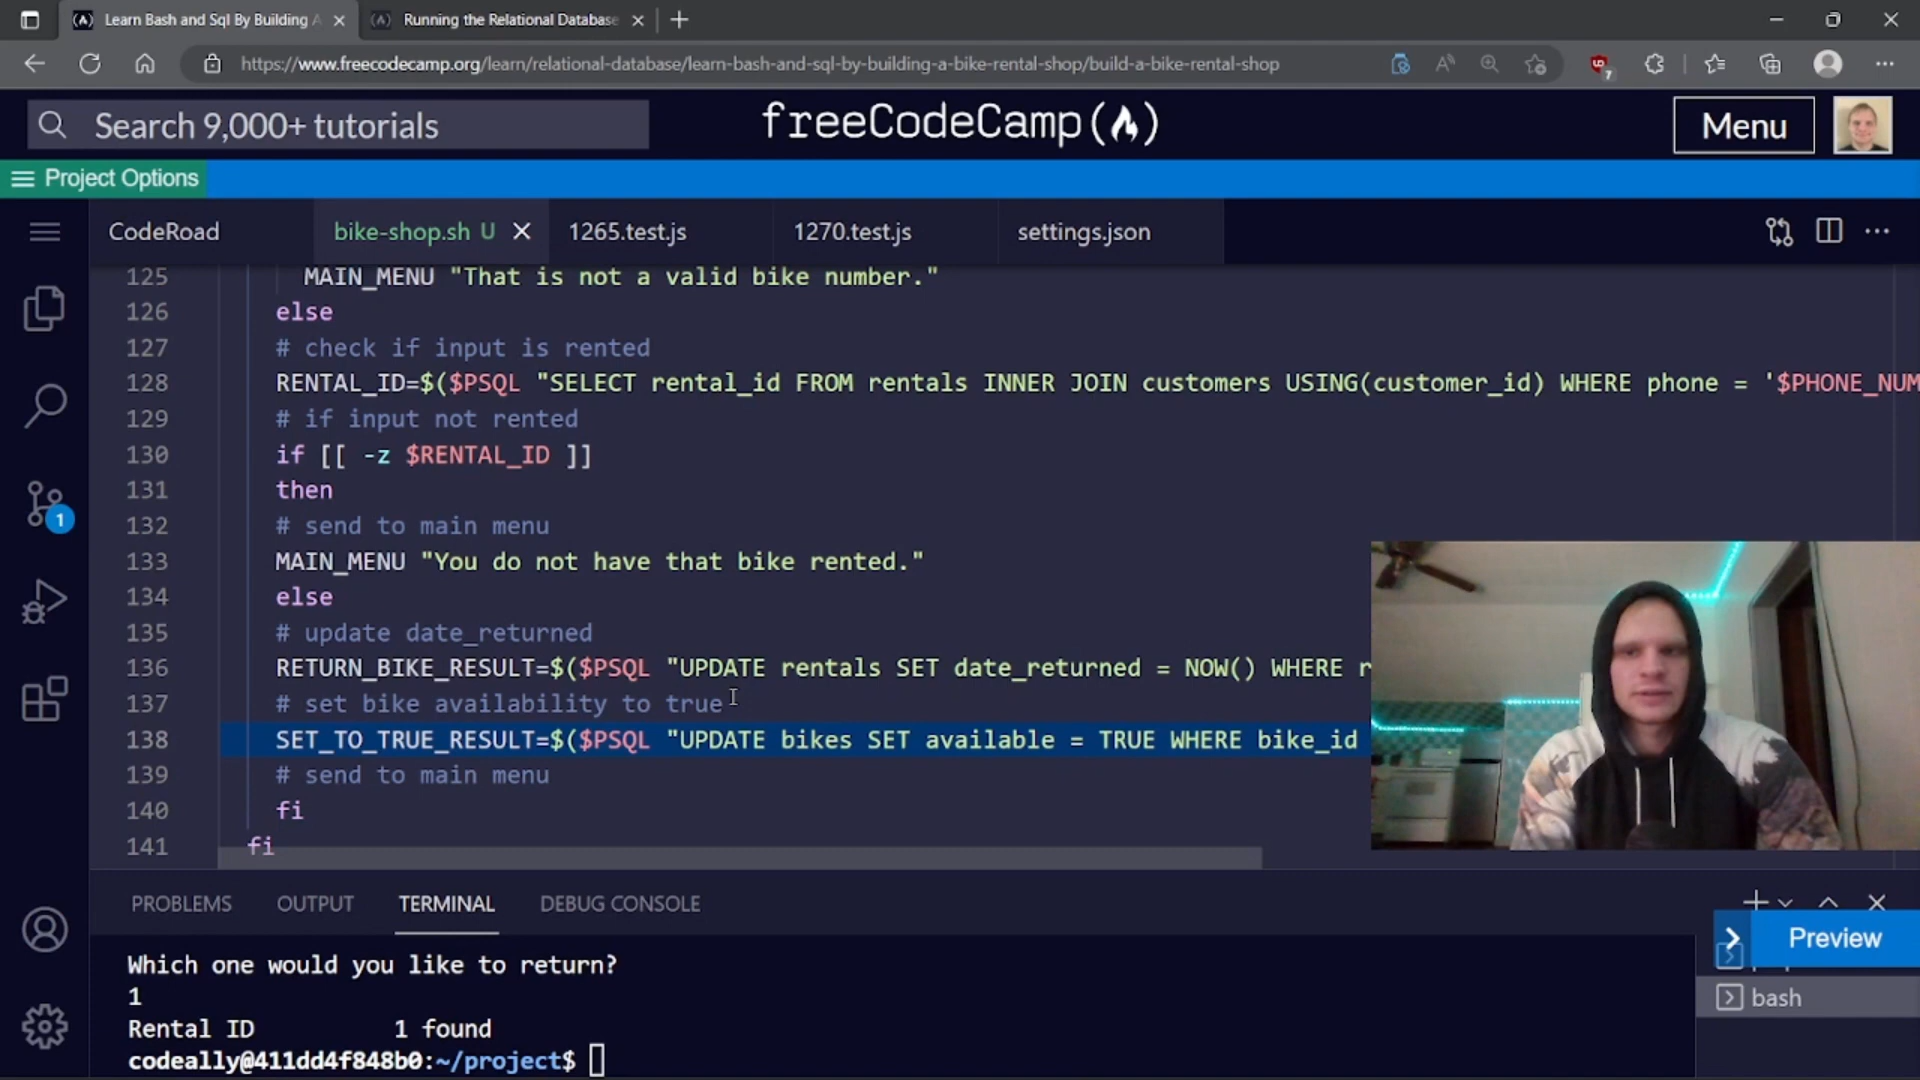 Learn Bash and Sql By Building A
Running the Relational Database
https://www.freecodecamp.org/learn/relational-database/learn-bash-and-sql-by-building-a-bike-rental-shop/build-a-bike-rental-shop
7
Search 9,000+ tutorials
freeCodeCamp
Menu
Project Options
CodeRoad
bike-shop.sh U
1265.test.js
1270.test.js
settings.json
125 MAIN_MENU "That is not a valid bike number."
126 else
127 # check if input is rented
128 RENTAL_ID=$($PSQL "SELECT rental_id FROM rentals INNER JOIN customers USING(customer_id) WHERE phone = '$PHONE_NUM
129 # if input not rented
130 if [[ -z $RENTAL_ID ]]
131 then
132 # send to main menu
133 MAIN_MENU "You do not have that bike rented."
134 else
135 # update date_returned
136 RETURN_BIKE_RESULT=$($PSQL "UPDATE rentals SET date_returned = NOW() WHERE r
137 # set bike availability to true
138 SET_TO_TRUE_RESULT=$($PSQL "UPDATE bikes SET available = TRUE WHERE bike_id
139 # send to main menu
140 fi
141 fi
1
PROBLEMS
OUTPUT
TERMINAL
DEBUG CONSOLE
Preview
Which one would you like to return?
1
Rental ID 1 found
codeally@411dd4f848b0:~/project$
bash